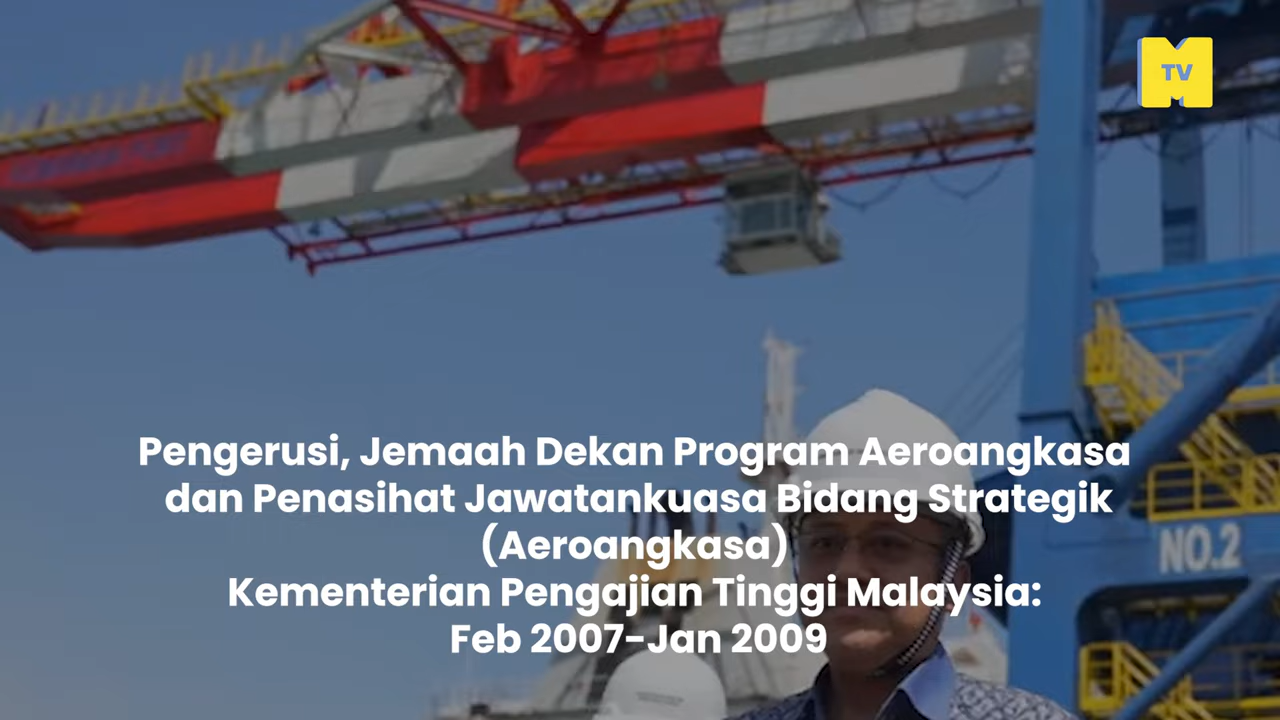 TV
Pengerusi, Jemaah Dekan Program Aeroangkasa
dan Penasihat Jawatankuasa Bidang Strategik
(Aeroangkasa)
Kementerian Pengajian Tinggi Malaysia:
Feb 2007-Jan 2009
NO.2